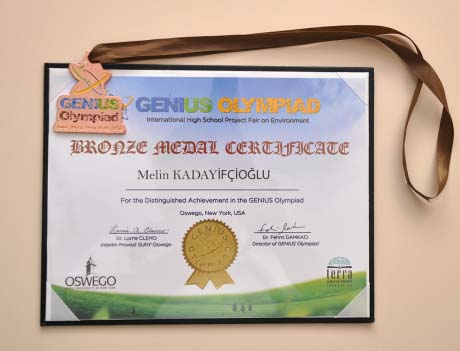 GENIUS
Olympiad
GENIUS OLYMPIAD
International High School Project Fair on Environment
BRONZE MEDAL CERTIFICATE
Melin KADAYİFÇİOĞLU
For the Distinguished Achievement in the GENIUS Olympiad
Oswego, New York, USA
Dr. Lorrie CLEMO
Interim Provost SUNY Oswego
Dr. Fehmi DAMKACI
Director of GENIUS Olympiad
GENIUS
OSWEGO
terra